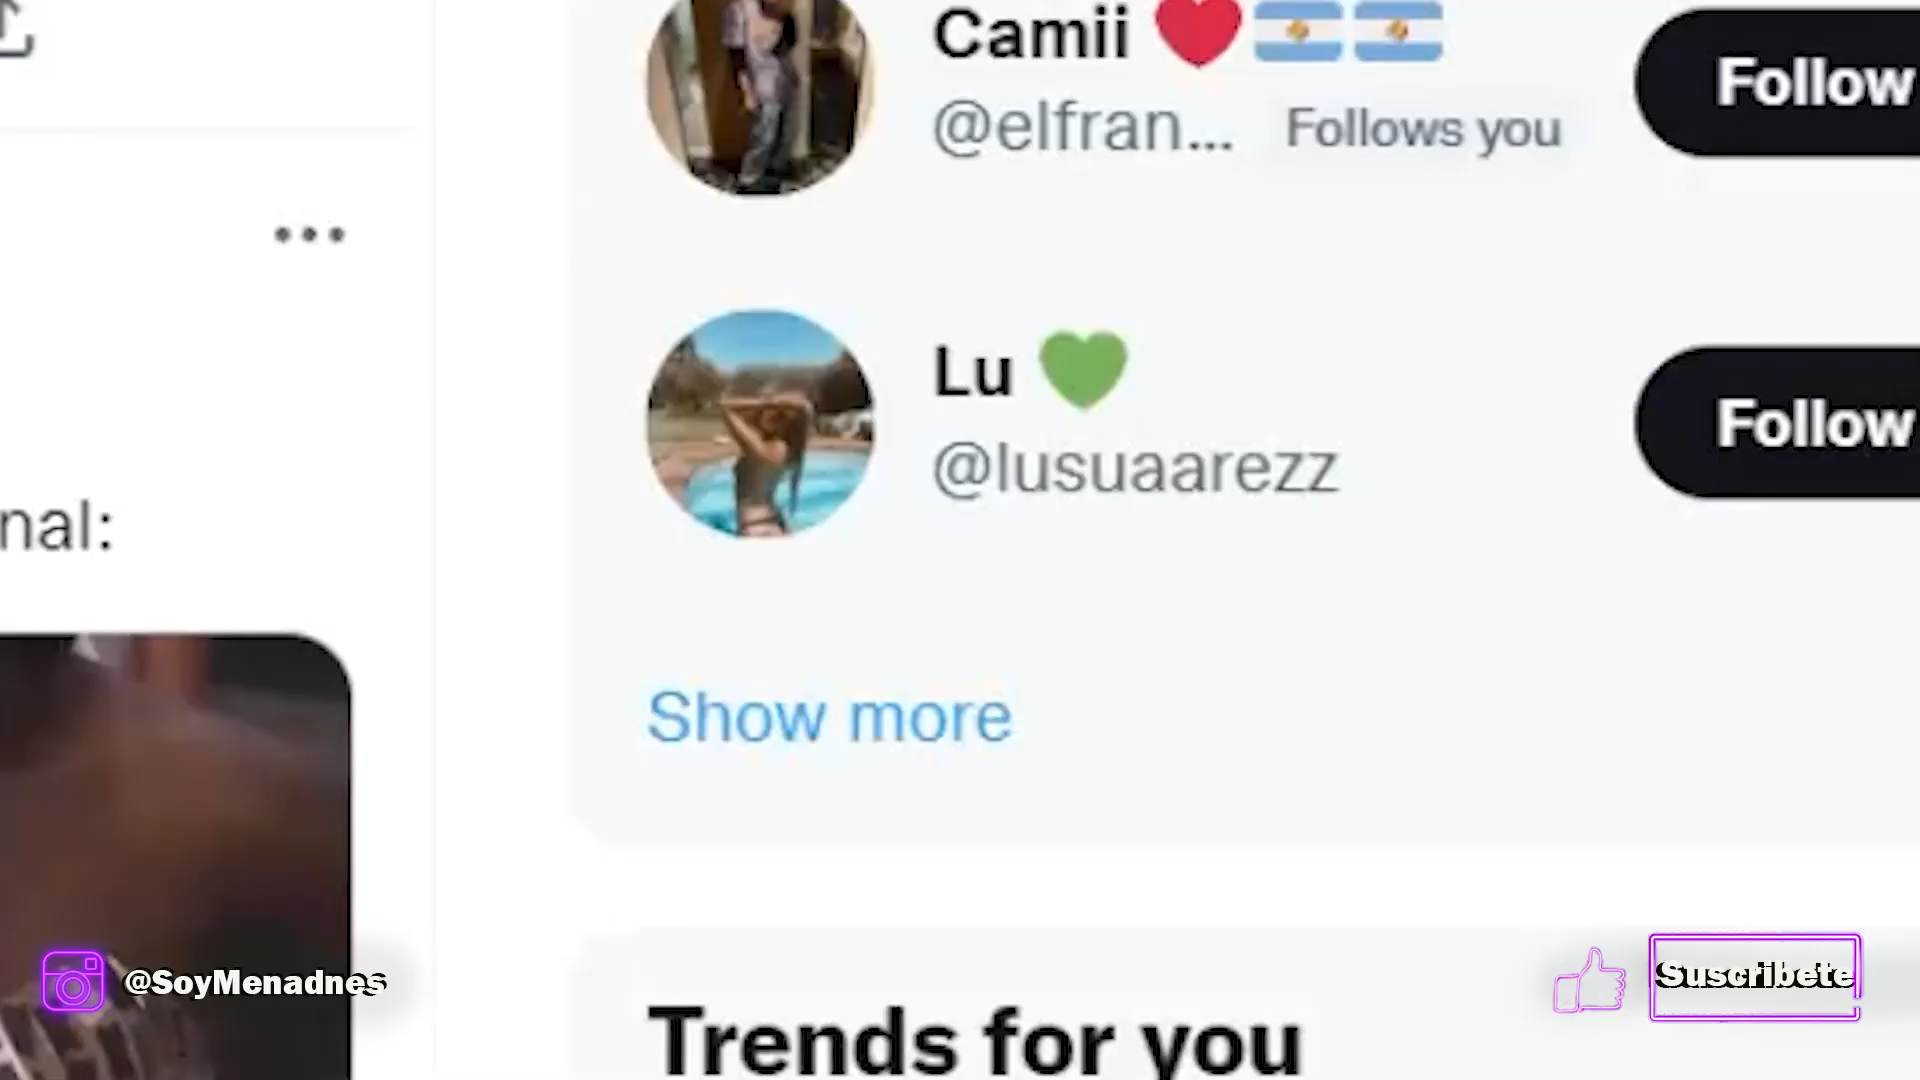 Camii ❤️🇦🇷🇦🇷
@elfran... Follows you
Follow
Lu 💚
@lusuaarezz
Follow
nal:
Show more
@SoyMenadnes
Suscribete
Trends for you